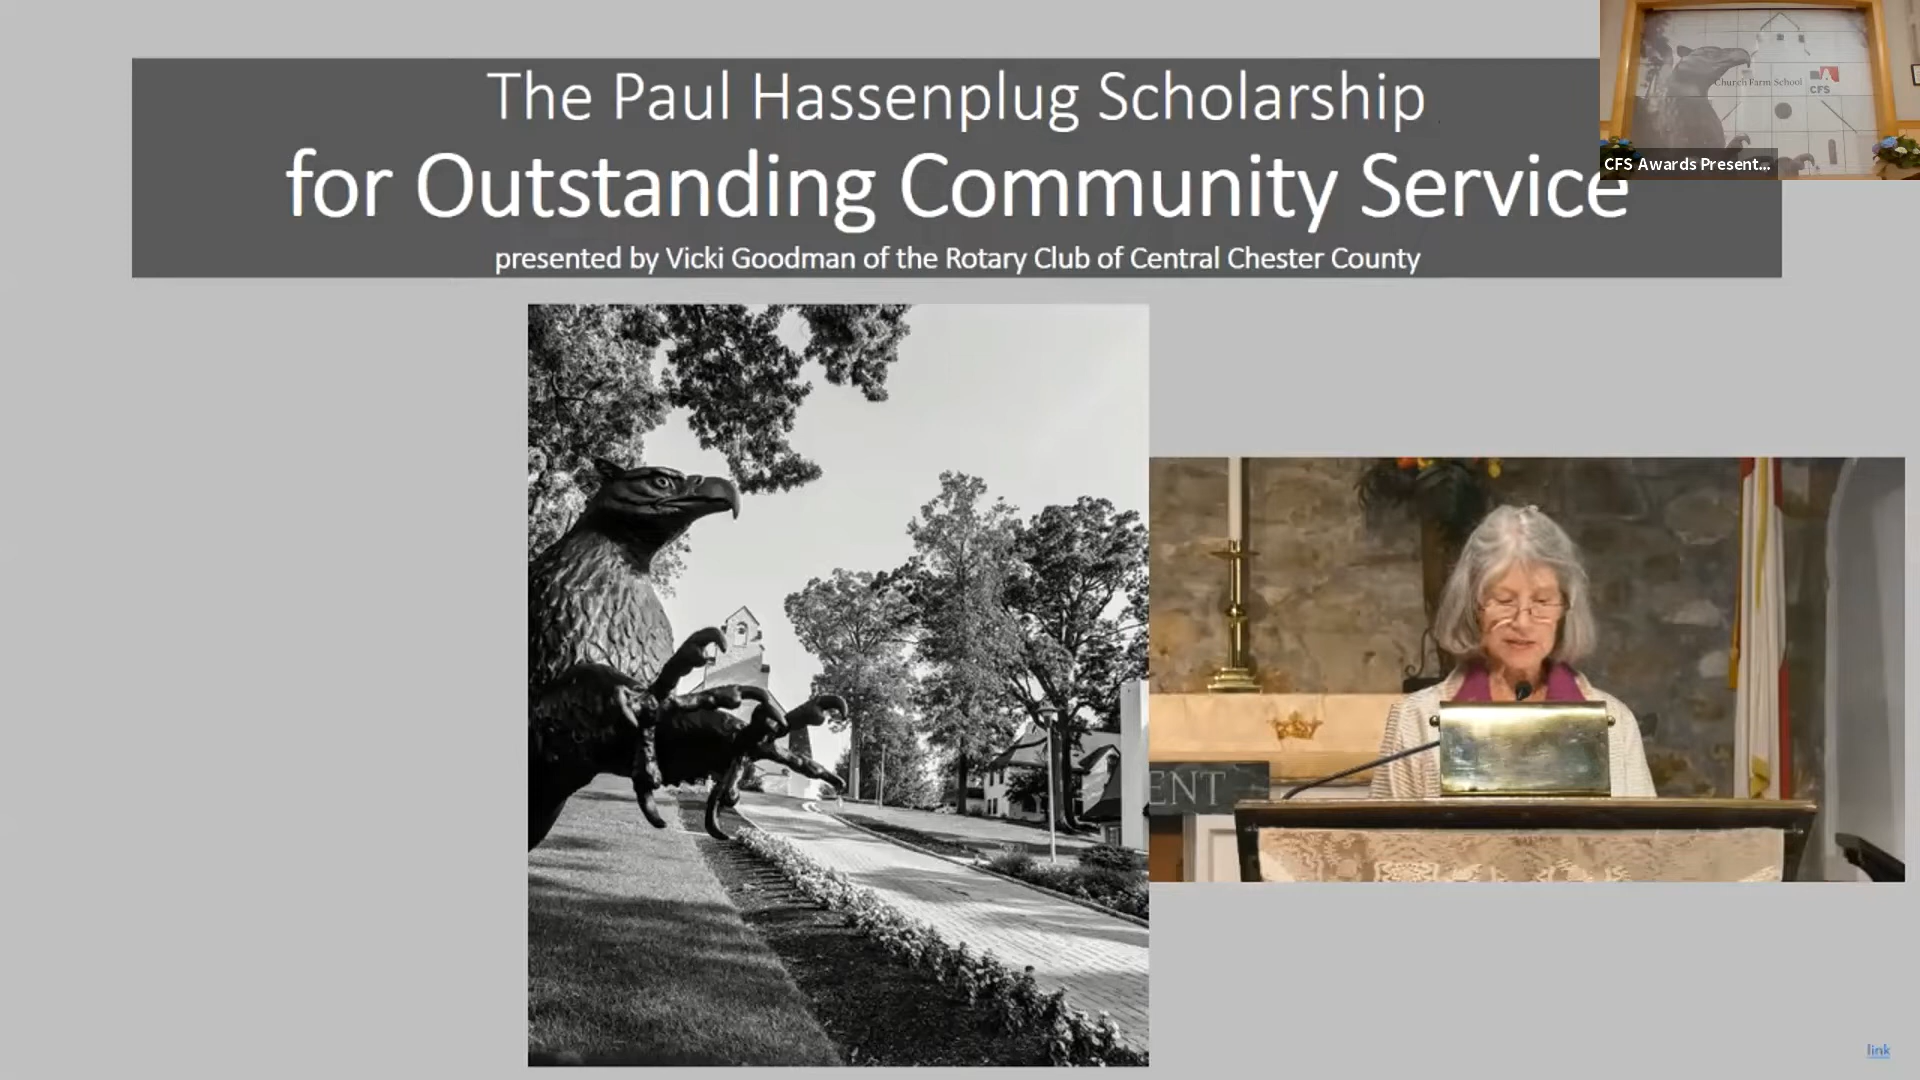 The Paul Hassenplug Scholarship
for Outstanding Community Service
presented by Vicki Goodman of the Rotary Club of Central Chester County
Church Farm School
CFS
CFS Awards Present...
ENT
link